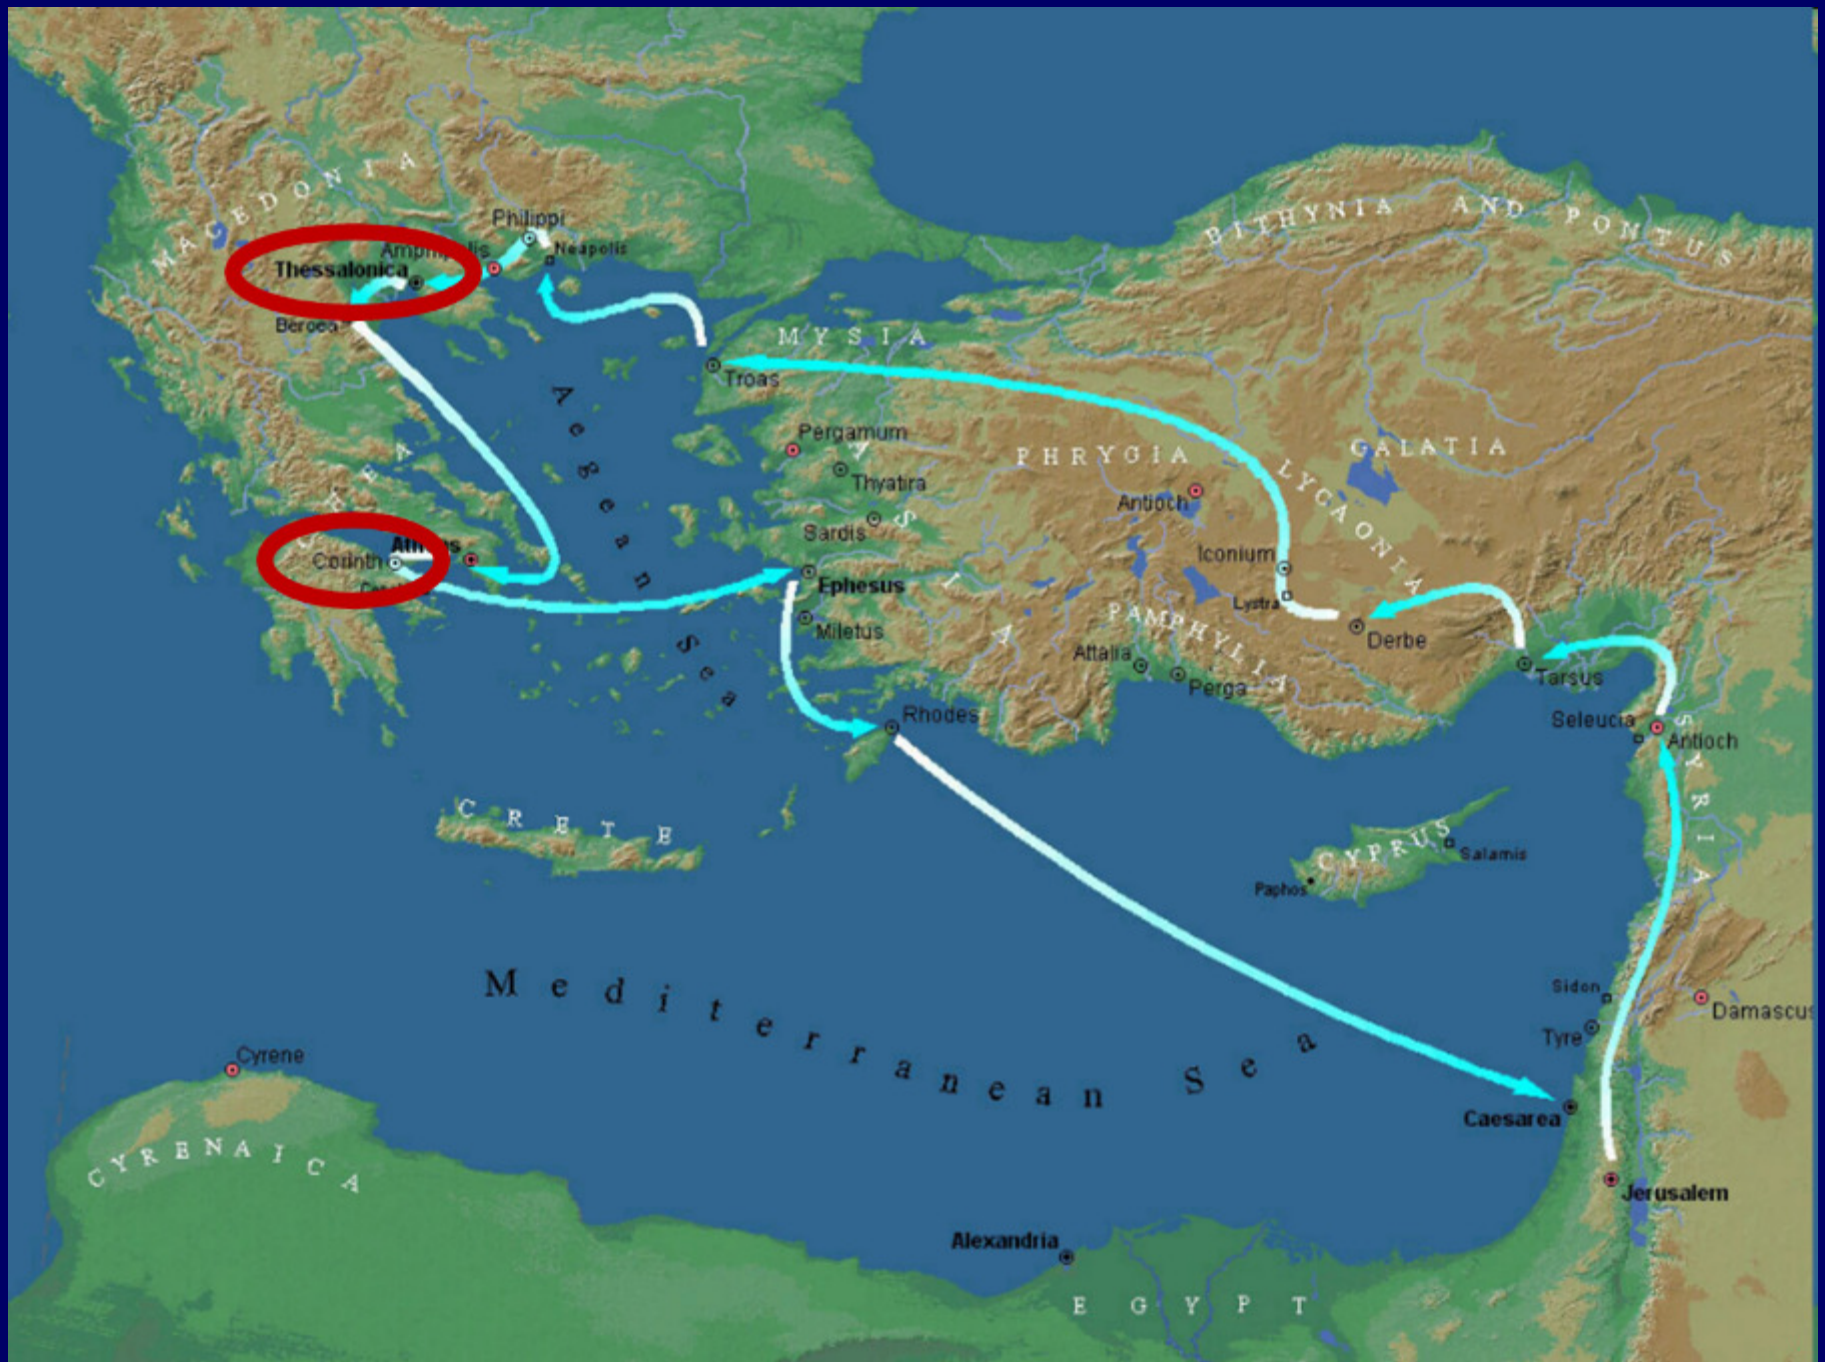 MACEDONIA
Philippi
Neapolis
Thessalonica
Beroea
BITHYNIA AND PONTUS
MYSIA
Troas
Aegean Sea
Pergamum
Thyatira
Sardis
ASIA
PHRYGIA
Antioch
GALATIA
LYCAONIA
Iconium
Lystra
Derbe
Corinth
Ephesus
Miletus
PAMPHYLIA
Attalia
Perga
Tarsus
Rhodes
Seleucia
Antioch
SYRIA
CRETE
CYPRUS
Salamis
Paphos
Mediterranean Sea
Sidon
Tyre
Damascus
Cyrene
CYRENAICA
Caesarea
Jerusalem
Alexandria
EGYPT